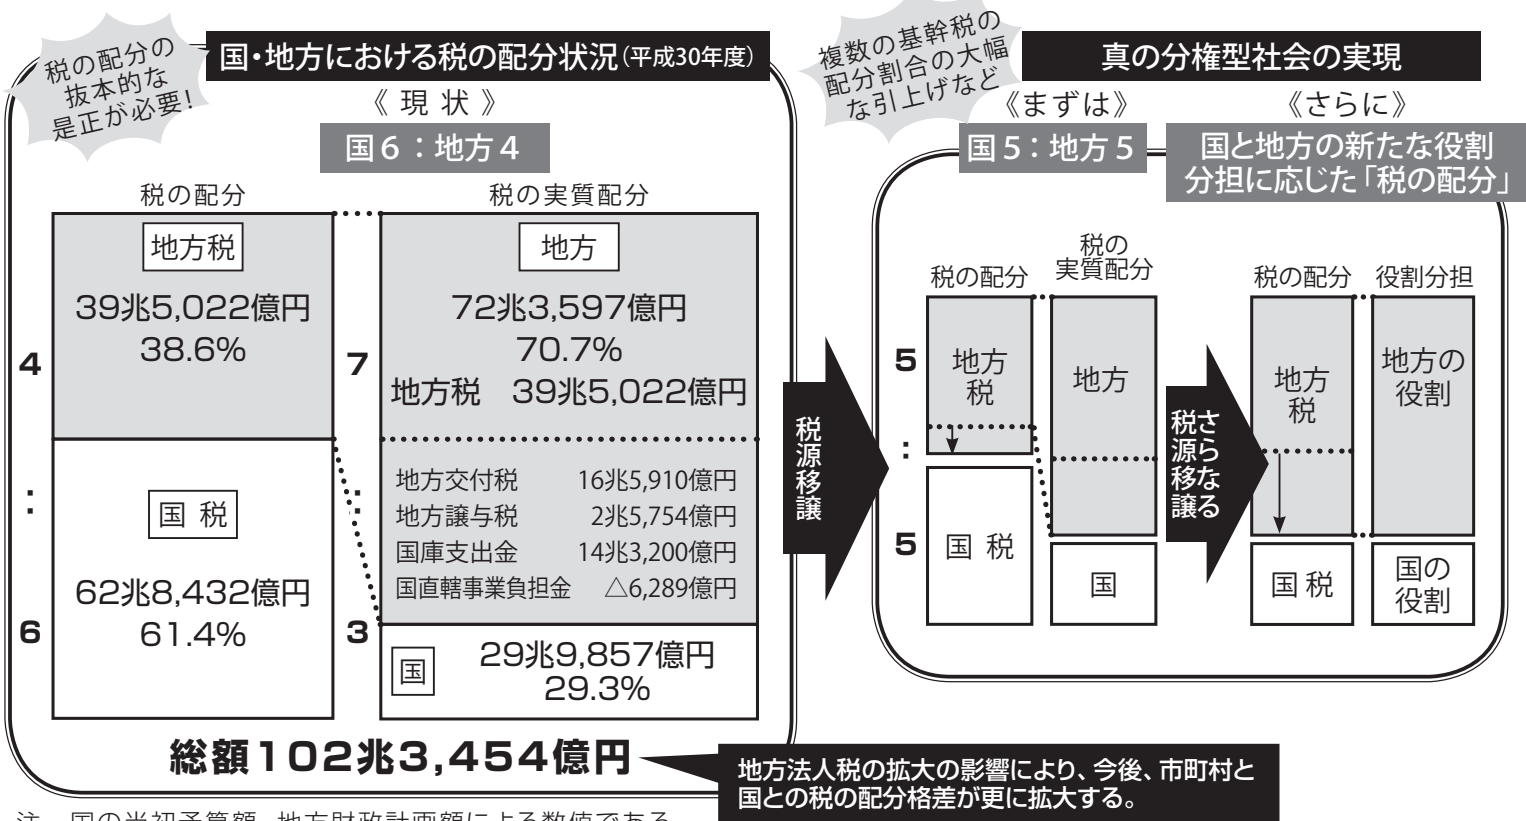 税の配分の
抜本的な
是正が必要!
国・地方における税の配分状況(平成30年度)
《 現 状 》
国6:地方4
税の配分
税の実質配分
地方税
39兆5,022億円
38.6%
4
:
6
国 税
62兆8,432億円
61.4%
地方
72兆3,597億円
70.7%
地方税 39兆5,022億円
7
:
3
地方交付税 16兆5,910億円
地方譲与税 2兆5,754億円
国庫支出金 14兆3,200億円
国直轄事業負担金 △6,289億円
国
29兆9,857億円
29.3%
総額102兆3,454億円
地方法人税の拡大の影響により、今後、市町村と
国との税の配分格差が更に拡大する。
税源移譲
複数の基幹税の
配分割合の大幅
な引上げなど
真の分権型社会の実現
《まずは》
国5:地方5
税の配分
税の
実質配分
5
:
5
地方
税
国 税
地方
国
さらなる
税源移譲
《さらに》
国と地方の新たな役割
分担に応じた「税の配分」
税の配分
役割分担
地方
税
国 税
地方の
役割
国の
役割
注 国の当初予算額、地方財政計画額による数値である